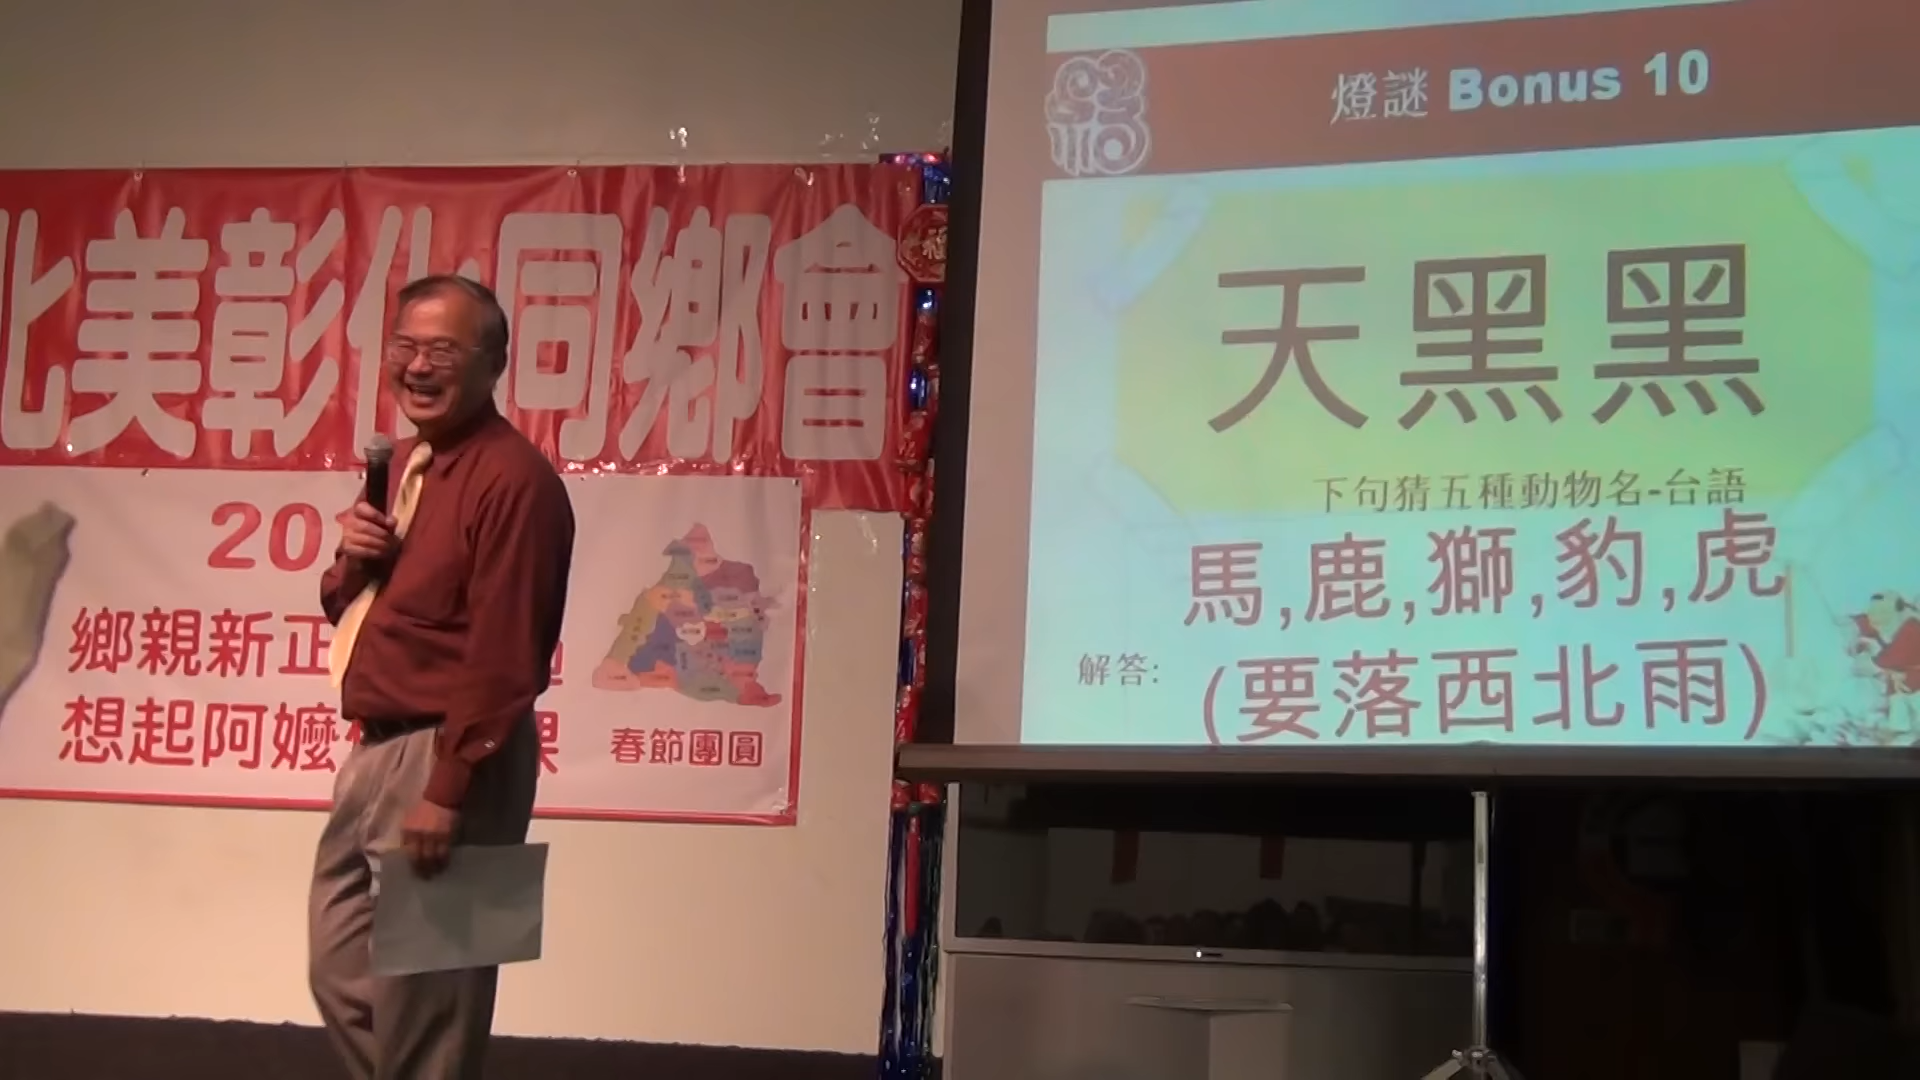 北美彰化同鄉會
20
鄉親新正
想起阿嬤
春節團圓
燈謎 Bonus 10
天黑黑
下句猜五種動物名-台語
馬,鹿,獅,豹,虎
解答:
(要落西北雨)